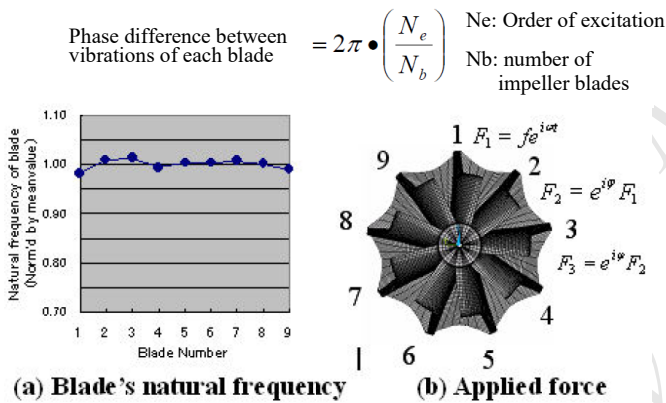 Phase difference between
vibrations of each blade
= 2π • (N_e / N_b)
Ne: Order of excitation
Nb: number of
impeller blades
Natural frequency of blade
(Norm'd by meanvalue)
1.10
1.00
0.90
0.80
0.70
1 2 3 4 5 6 7 8 9
Blade Number
1 F₁ = fe^{iωt}
2
F₂ = e^{iφ} F₁
3
F₃ = e^{iφ} F₂
4
5
6
7
8
9
(a) Blade's natural frequency
(b) Applied force